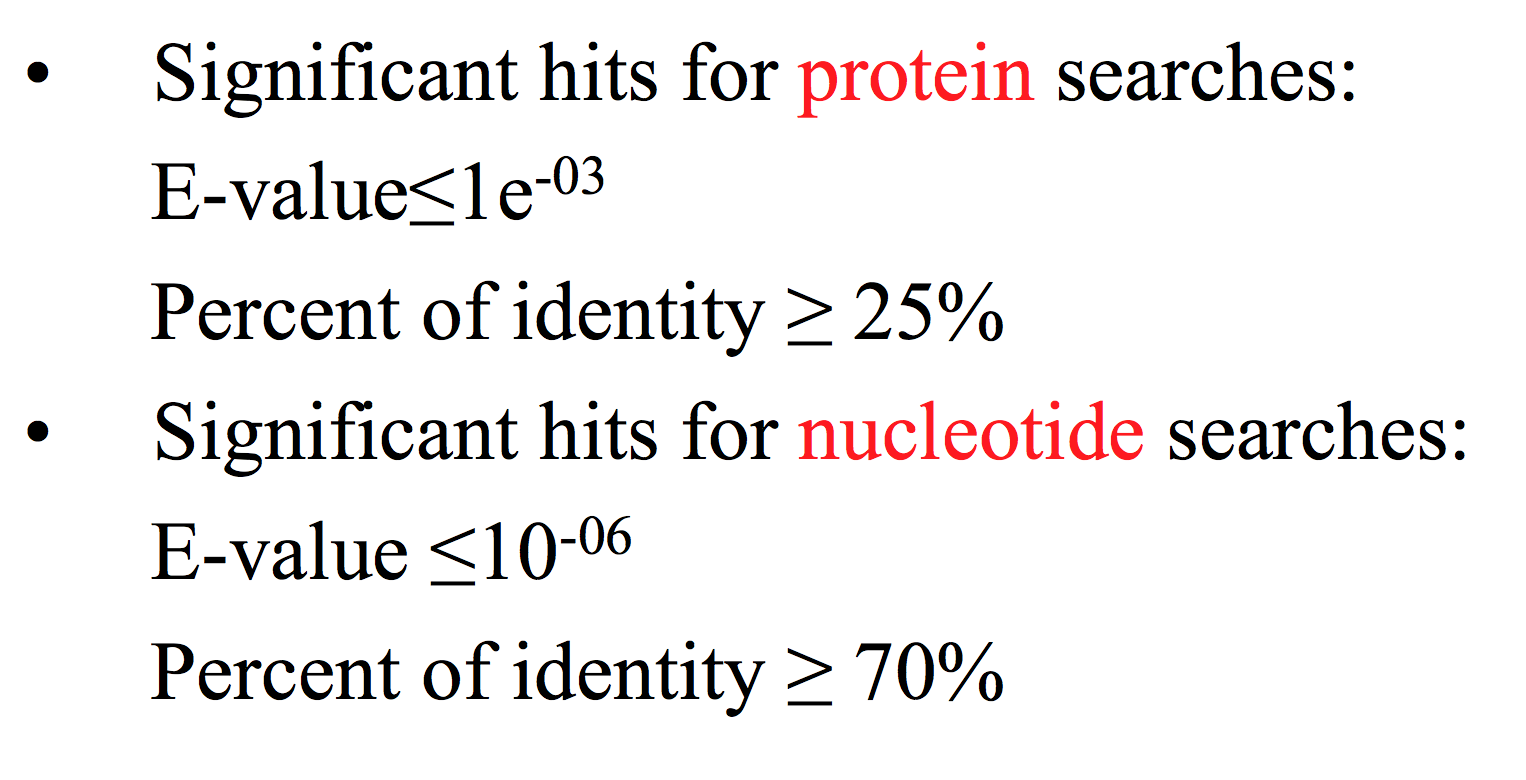 • Significant hits for protein searches:
E-value≤1e⁻⁰³
Percent of identity ≥ 25%
• Significant hits for nucleotide searches:
E-value ≤10⁻⁰⁶
Percent of identity ≥ 70%